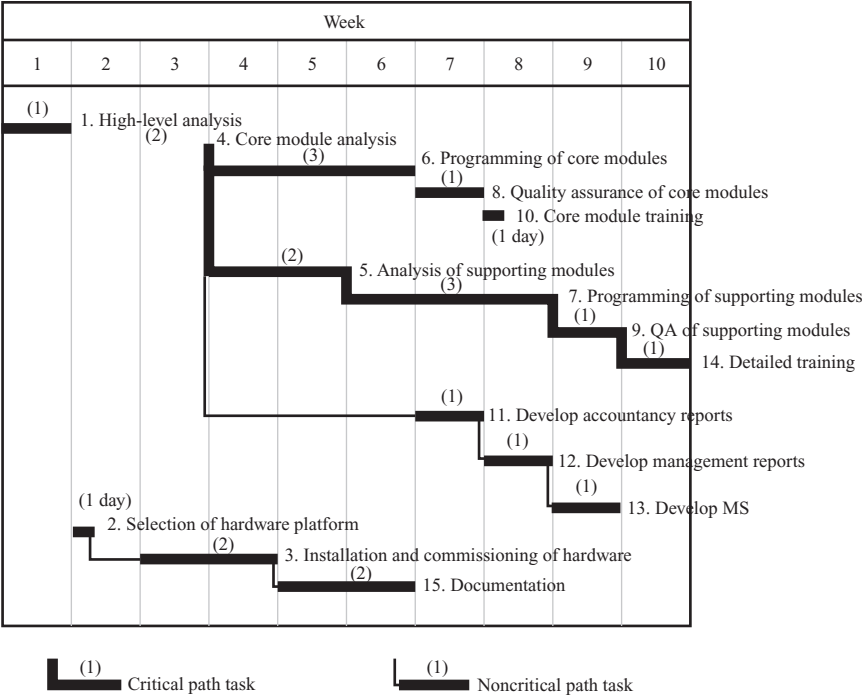 Week
1 2 3 4 5 6 7 8 9 10
(1)
1. High-level analysis
(2)
4. Core module analysis
(3)
6. Programming of core modules
(1)
8. Quality assurance of core modules
10. Core module training
(1 day)
(2)
5. Analysis of supporting modules
(3)
7. Programming of supporting modules
(1)
9. QA of supporting modules
(1)
14. Detailed training
(1)
11. Develop accountancy reports
(1)
12. Develop management reports
(1)
13. Develop MS
(1 day)
2. Selection of hardware platform
(2)
3. Installation and commissioning of hardware
(2)
15. Documentation
(1)
Critical path task
(1)
Noncritical path task